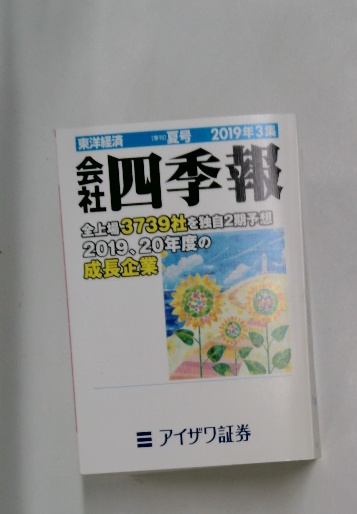 東洋経済 [季刊] 夏号 2019年3集
会社四季報
全上場3739社を独自2期予想
2019、20年度の
成長企業
アイザワ証券